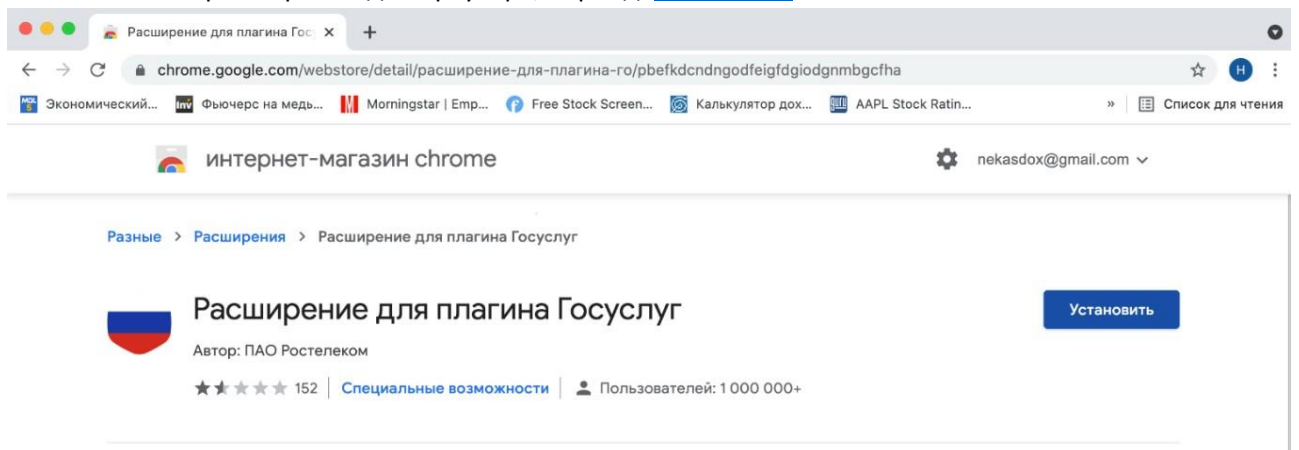 Расширение для плагина Гос
chrome.google.com/webstore/detail/расширение-для-плагина-го/pbefkdcndngodfeigfdgiodgnmbgcfha
Н
Экономический... Фьючерс на медь... Morningstar | Emp... Free Stock Screen... Калькулятор дох... AAPL Stock Ratin... » Список для чтения
интернет-магазин chrome
nekasdox@gmail.com
Разные > Расширения > Расширение для плагина Госуслуг
Расширение для плагина Госуслуг
Установить
Автор: ПАО Ростелеком
152 | Специальные возможности | Пользователей: 1 000 000+